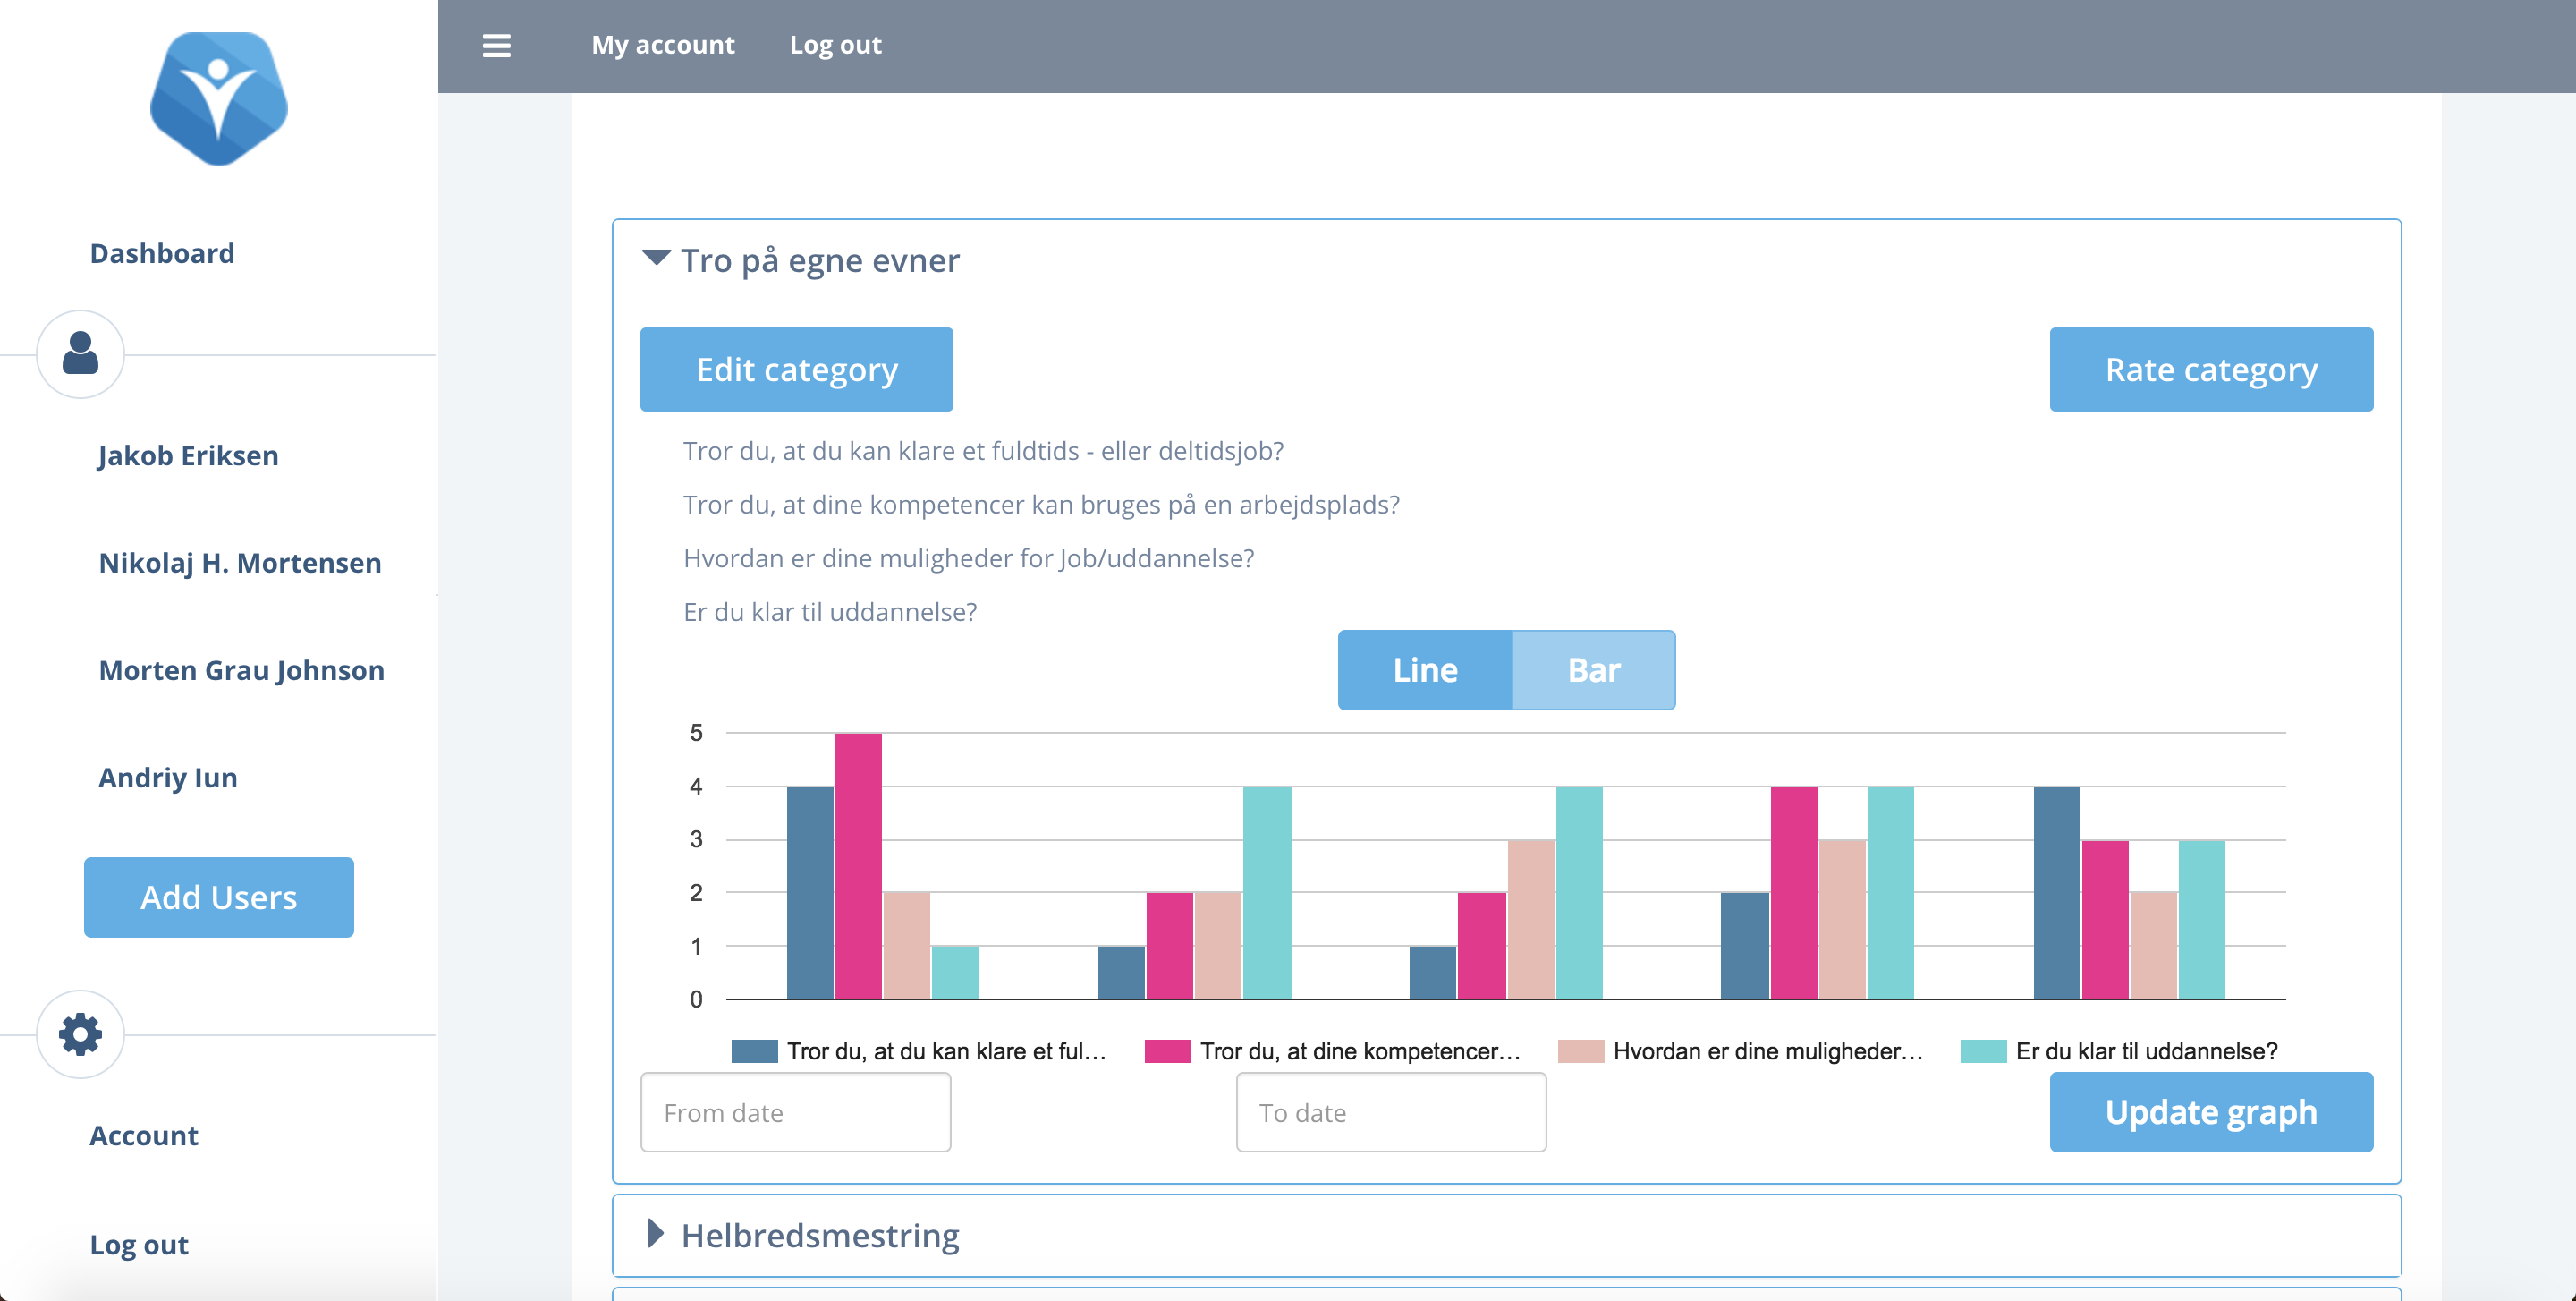 My account Log out
Dashboard
Jakob Eriksen
Nikolaj H. Mortensen
Morten Grau Johnson
Andriy Iun
Add Users
Account
Log out
Tro på egne evner
Edit category Rate category
Tror du, at du kan klare et fuldtids - eller deltidsjob?
Tror du, at dine kompetencer kan bruges på en arbejdsplads?
Hvordan er dine muligheder for Job/uddannelse?
Er du klar til uddannelse?
Line Bar
5
4
3
2
1
0
Tror du, at du kan klare et ful... Tror du, at dine kompetencer... Hvordan er dine muligheder... Er du klar til uddannelse?
From date To date Update graph
Helbredsmestring